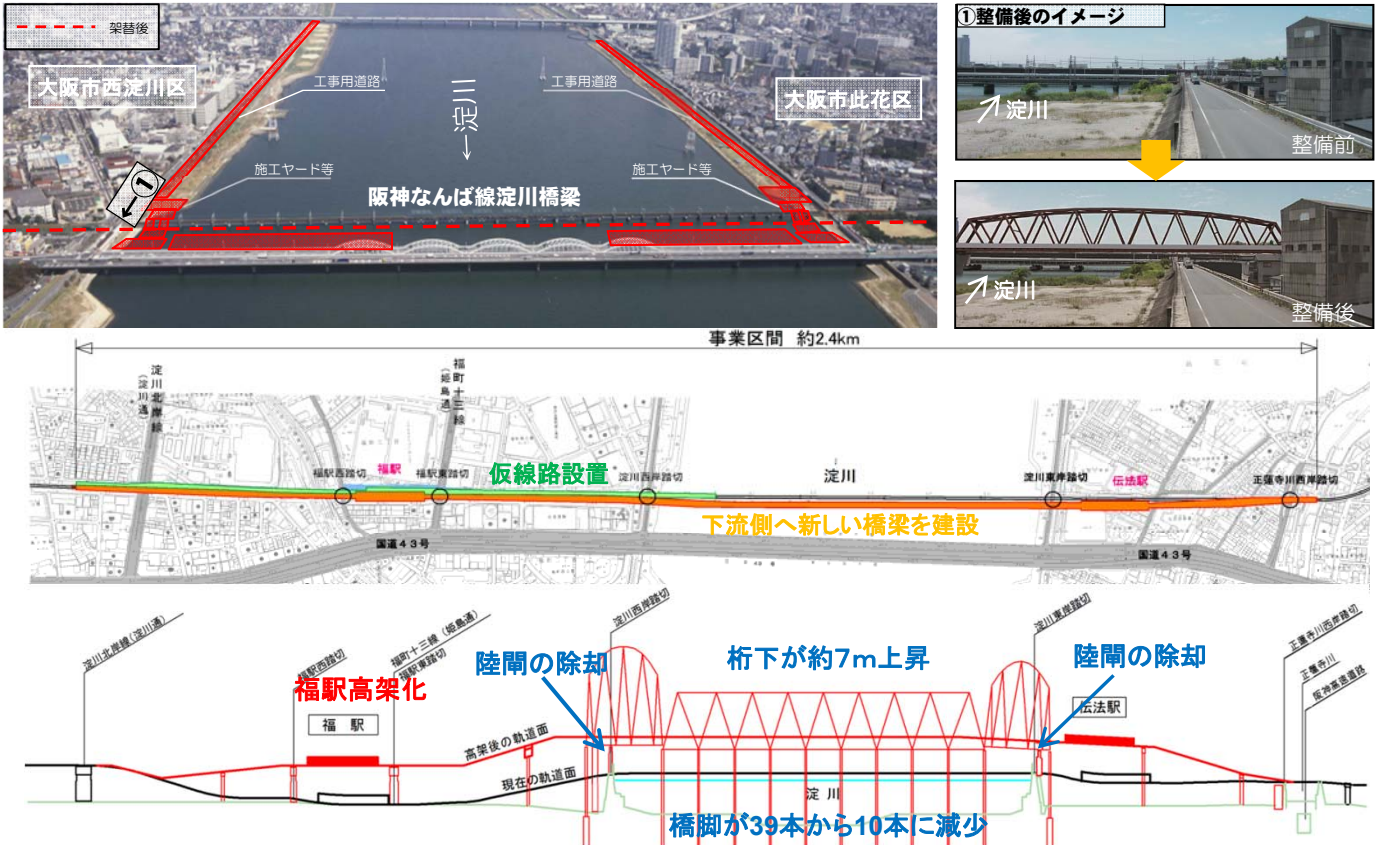 架替後
大阪市西淀川区
工事用道路
←淀川
工事用道路
大阪市此花区
施工ヤード等
施工ヤード等
←①
阪神なんば線淀川橋梁
①整備後のイメージ
淀川
整備前
淀川
整備後
事業区間 約2.4km
淀川北岸線
(淀川通)
福町十三線
(姫島通)
福駅西踏切
福駅
福駅東踏切
仮線路設置
淀川西岸踏切
淀川
淀川東岸踏切
伝法駅
正蓮寺川西岸踏切
下流側へ新しい橋梁を建設
国道43号
国道43号
淀川北岸線(淀川通)
福駅西踏切
福町十三線(姫島通)
福駅東踏切
淀川西岸踏切
淀川東岸踏切
正蓮寺川西岸踏切
正蓮寺川
阪神高速道路
陸閘の除却
桁下が約7m上昇
陸閘の除却
福駅高架化
福駅
伝法駅
高架後の軌道面
現在の軌道面
淀川
橋脚が39本から10本に減少